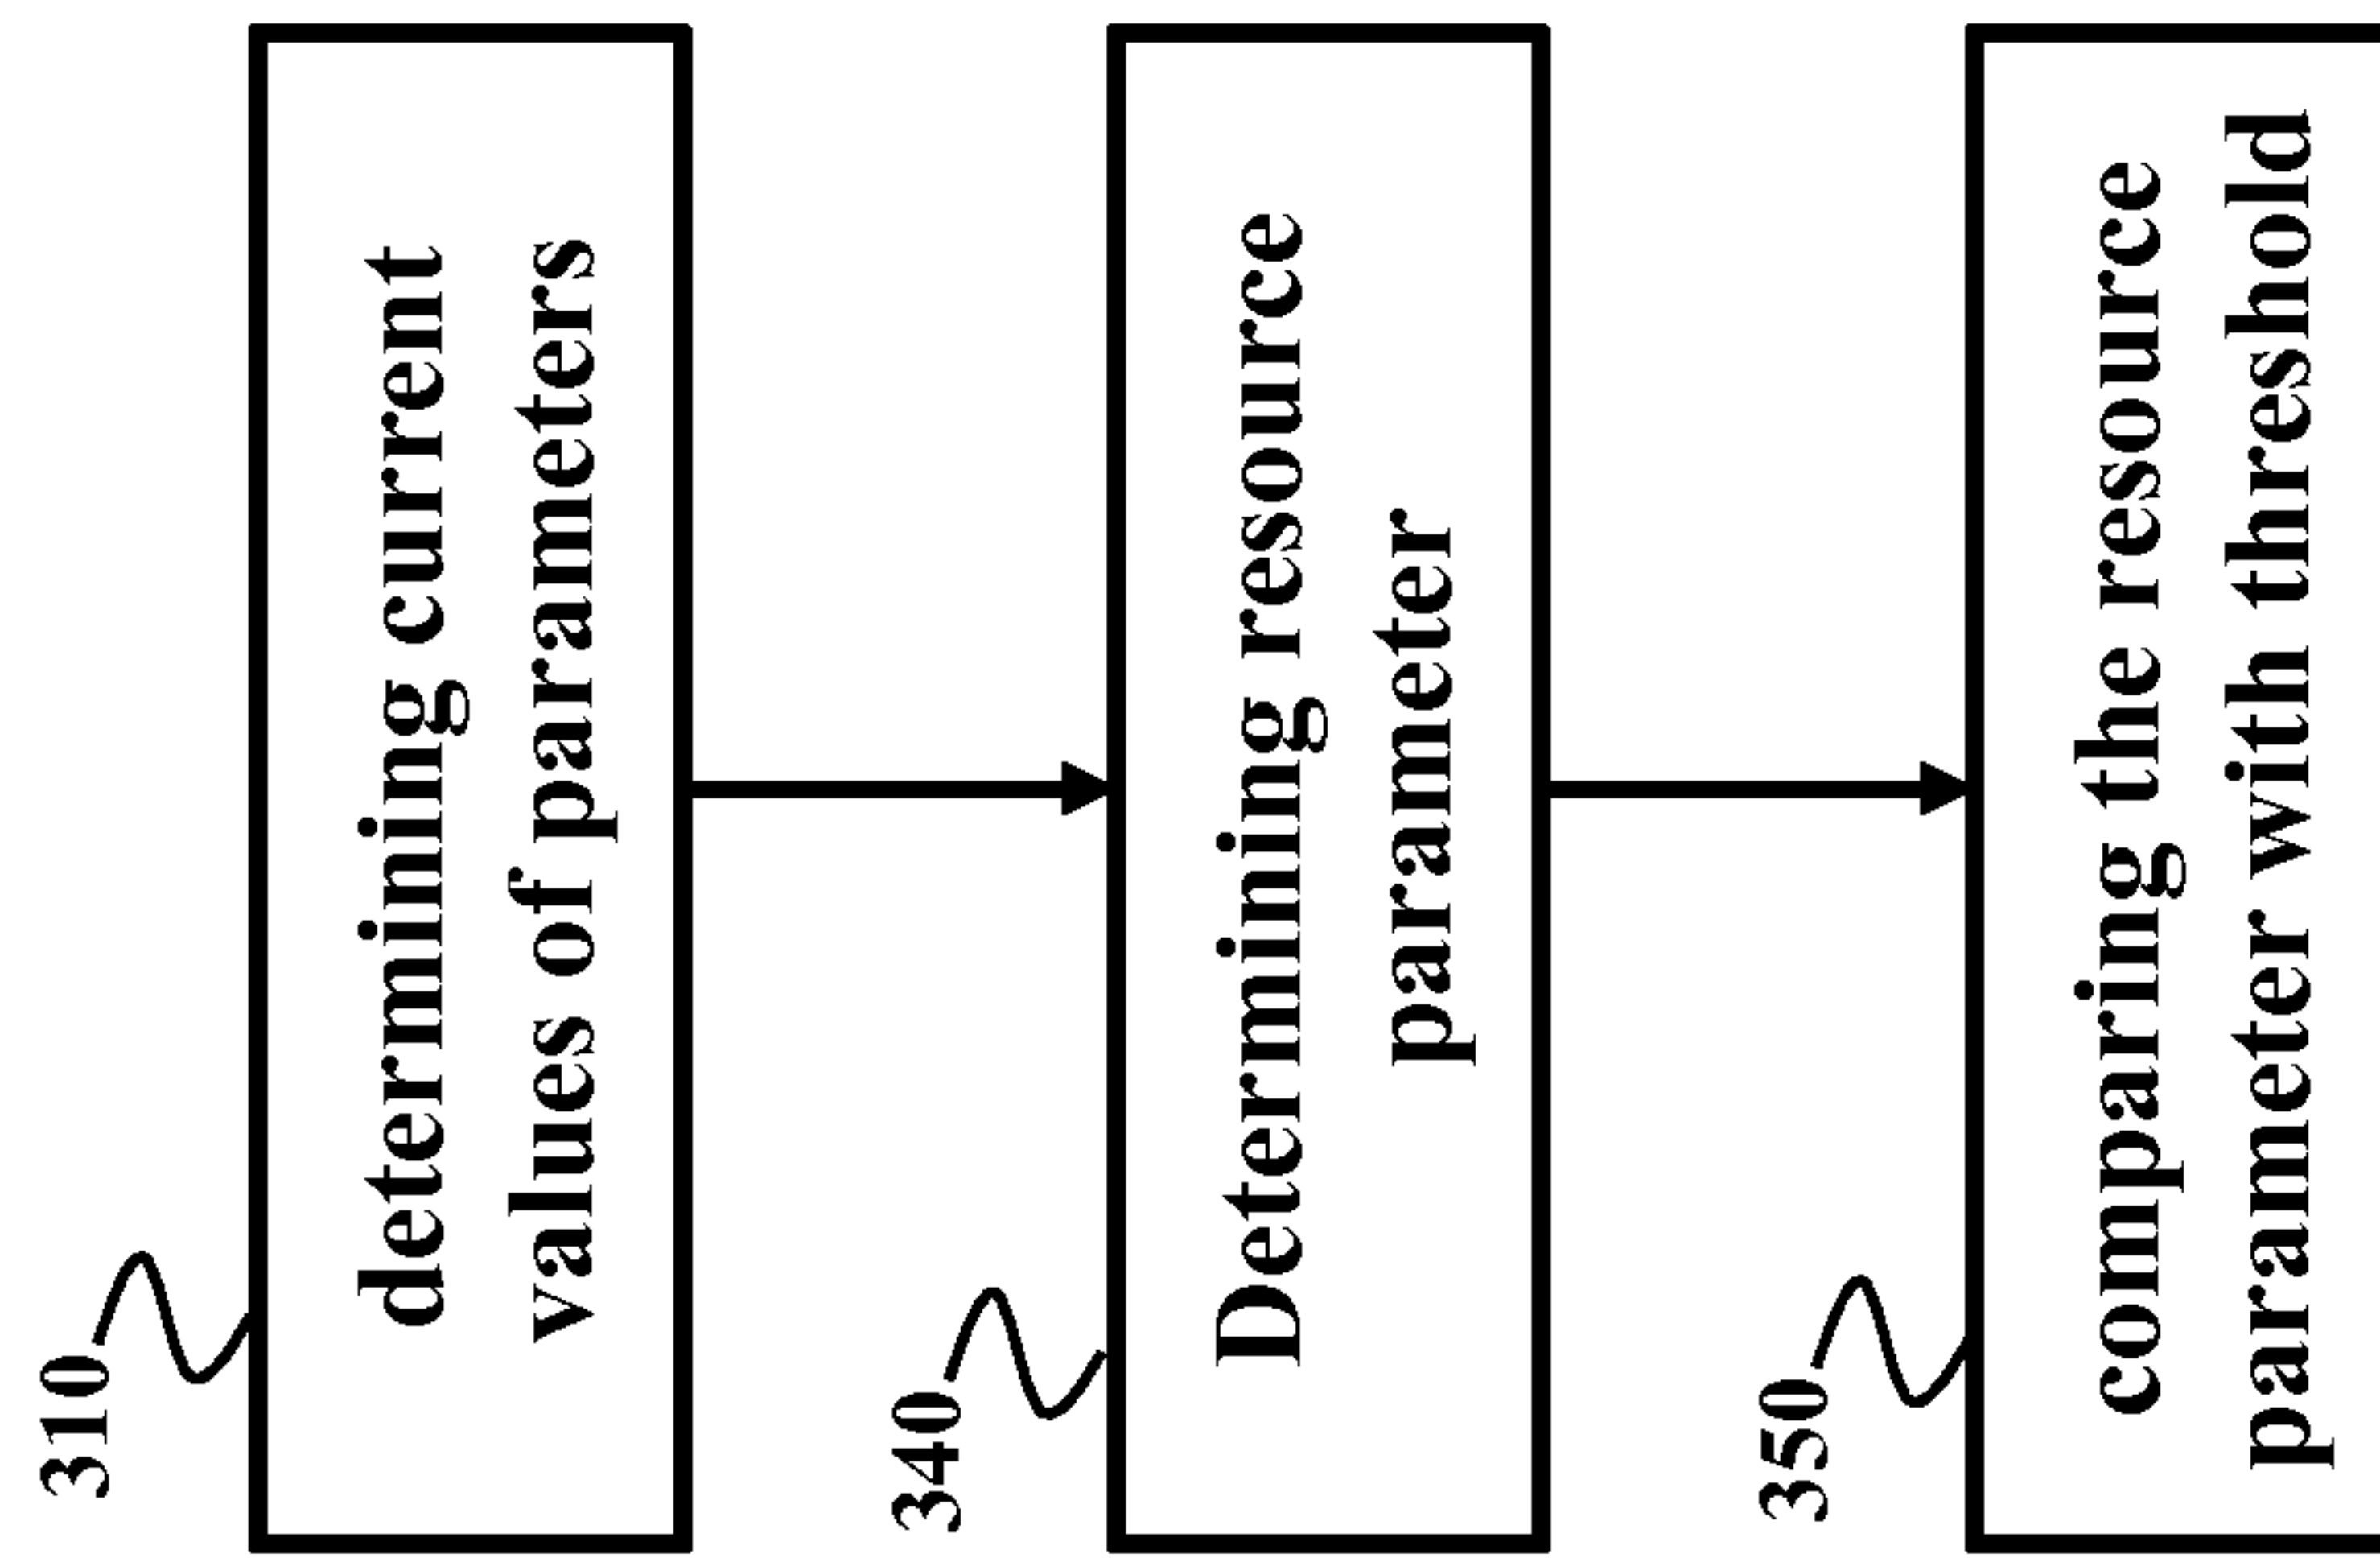 310
determining current
values of parameters
340
Determining resource
parameter
350
comparing the resource
parameter with threshold